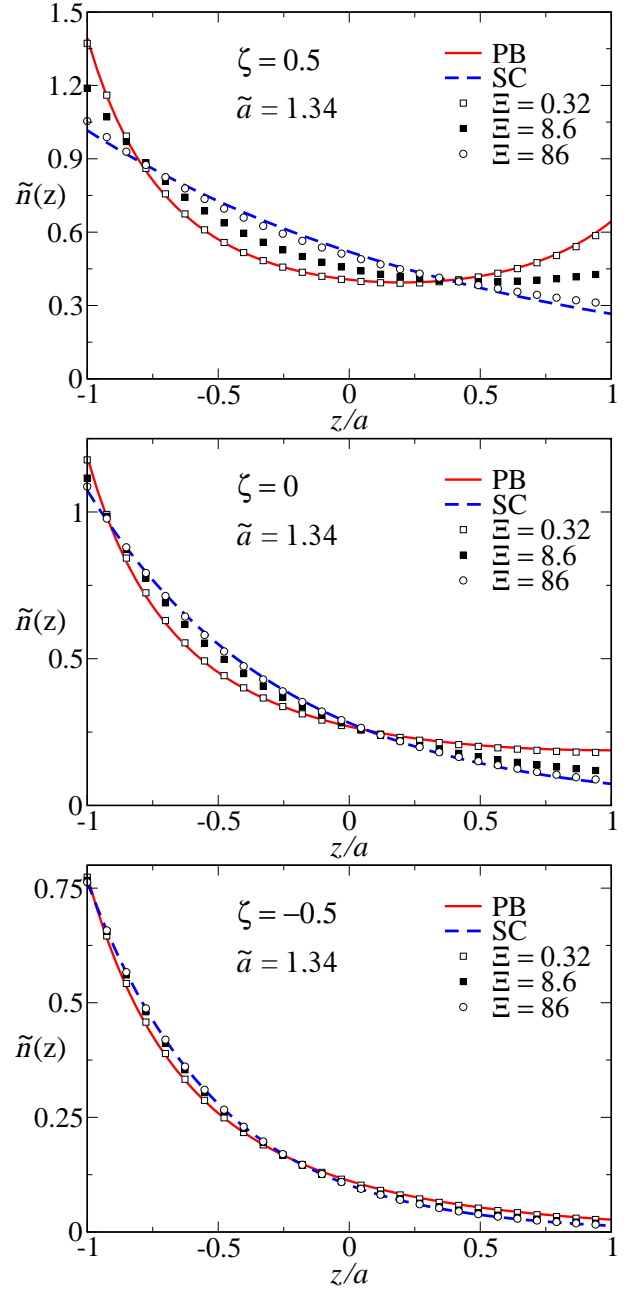 1.5
1.2
0.9
0.6
0.3
0
ñ(z)
ζ = 0.5
ã = 1.34
PB
SC
Ξ = 0.32
Ξ = 8.6
Ξ = 86
-1 -0.5 0 0.5 1
z/a
1
0.5
0
ñ(z)
ζ = 0
ã = 1.34
PB
SC
Ξ = 0.32
Ξ = 8.6
Ξ = 86
-1 -0.5 0 0.5 1
z/a
0.75
0.5
0.25
0
ñ(z)
ζ = −0.5
ã = 1.34
PB
SC
Ξ = 0.32
Ξ = 8.6
Ξ = 86
-1 -0.5 0 0.5 1
z/a